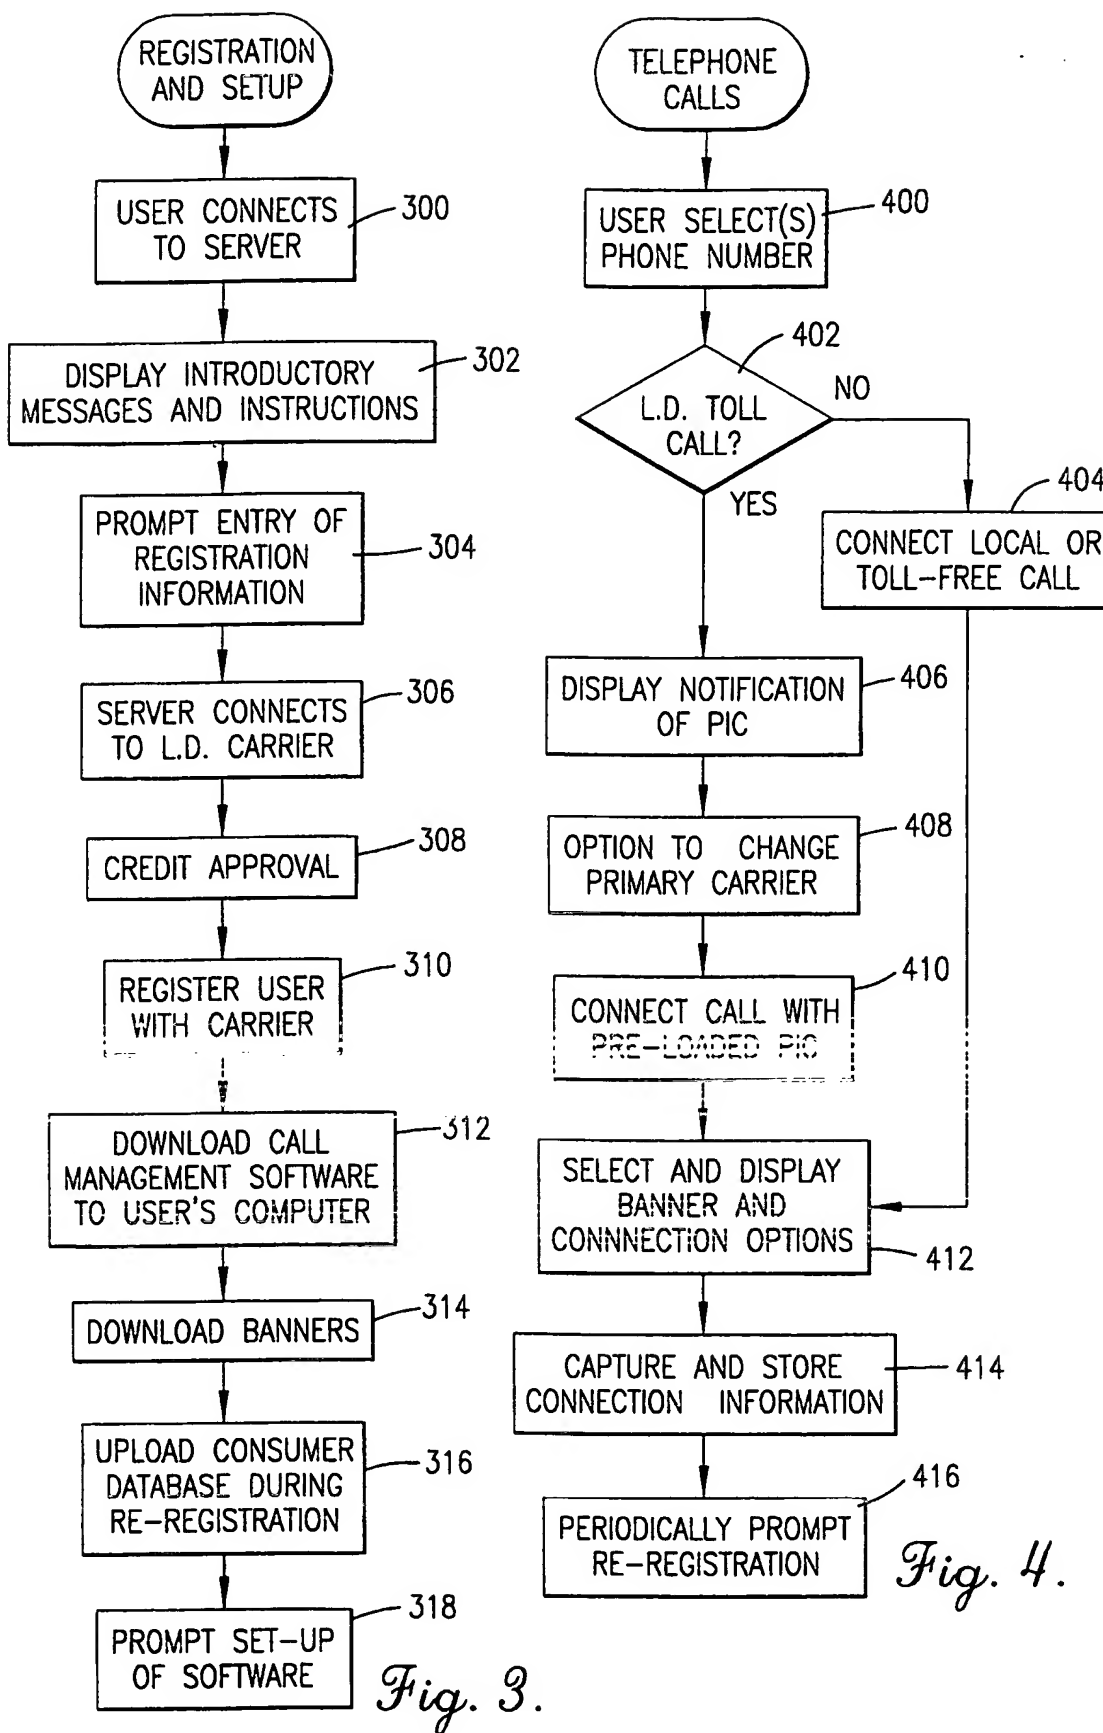 REGISTRATION
AND SETUP
USER CONNECTS
TO SERVER
300
DISPLAY INTRODUCTORY
MESSAGES AND INSTRUCTIONS
302
PROMPT ENTRY OF
REGISTRATION
INFORMATION
304
SERVER CONNECTS
TO L.D. CARRIER
306
CREDIT APPROVAL
308
REGISTER USER
WITH CARRIER
310
DOWNLOAD CALL
MANAGEMENT SOFTWARE
TO USER'S COMPUTER
312
DOWNLOAD BANNERS
314
UPLOAD CONSUMER
DATABASE DURING
RE-REGISTRATION
316
PROMPT SET-UP
OF SOFTWARE
318
Fig. 3.
TELEPHONE
CALLS
USER SELECT(S)
PHONE NUMBER
400
L.D. TOLL
CALL?
402
NO
YES
CONNECT LOCAL OR
TOLL-FREE CALL
404
DISPLAY NOTIFICATION
OF PIC
406
OPTION TO CHANGE
PRIMARY CARRIER
408
CONNECT CALL WITH
PRE-LOADED PIC
410
SELECT AND DISPLAY
BANNER AND
CONNNECTION OPTIONS
412
CAPTURE AND STORE
CONNECTION INFORMATION
414
PERIODICALLY PROMPT
RE-REGISTRATION
416
Fig. 4.